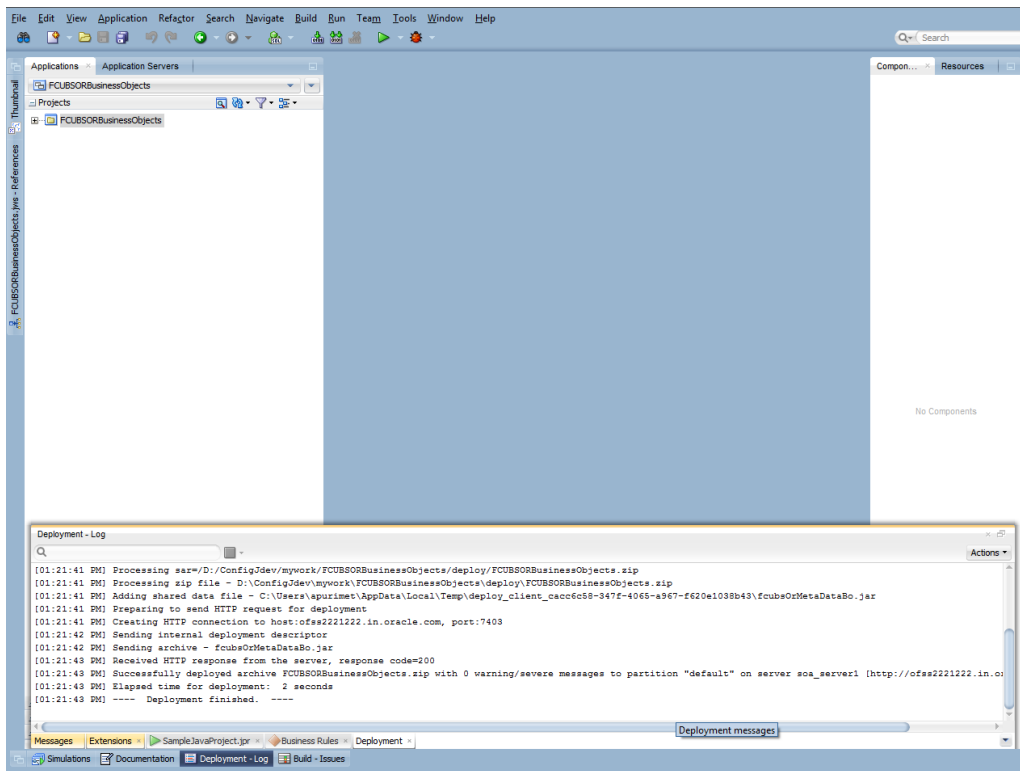 File Edit View Application Refactor Search Navigate Build Run Team Tools Window Help
Search
Applications Application Servers
Compon... Resources
FCUBSORBusinessObjects
Projects
FCUBSORBusinessObjects
Thumbnail
FCUBSORBusinessObjects.jws - References
No Components
Deployment - Log
Actions
[01:21:41 PM] Processing sar=/D:/ConfigJdev/mywork/FCUBSORBusinessObjects/deploy/FCUBSORBusinessObjects.zip
[01:21:41 PM] Processing zip file - D:\ConfigJdev\mywork\FCUBSORBusinessObjects\deploy\FCUBSORBusinessObjects.zip
[01:21:41 PM] Adding shared data file - C:\Users\apurimet\AppData\Local\Temp\deploy_client_cacc6c58-347f-4065-a967-f620e1038b43\fcubsOrMetaDataBo.jar
[01:21:41 PM] Preparing to send HTTP request for deployment
[01:21:41 PM] Creating HTTP connection to host:ofss2221222.in.oracle.com, port:7403
[01:21:42 PM] Sending internal deployment descriptor
[01:21:42 PM] Sending archive - fcubsOrMetaDataBo.jar
[01:21:43 PM] Received HTTP response from the server, response code=200
[01:21:43 PM] Successfully deployed archive FCUBSORBusinessObjects.zip with 0 warning/severe messages to partition "default" on server soa_server1 [http://ofss2221222.in.or
[01:21:43 PM] Elapsed time for deployment: 2 seconds
[01:21:43 PM] ---- Deployment finished. ----
Deployment messages
Messages Extensions SampleJavaProject.jpr Business Rules Deployment
Simulations Documentation Deployment - Log Build - Issues